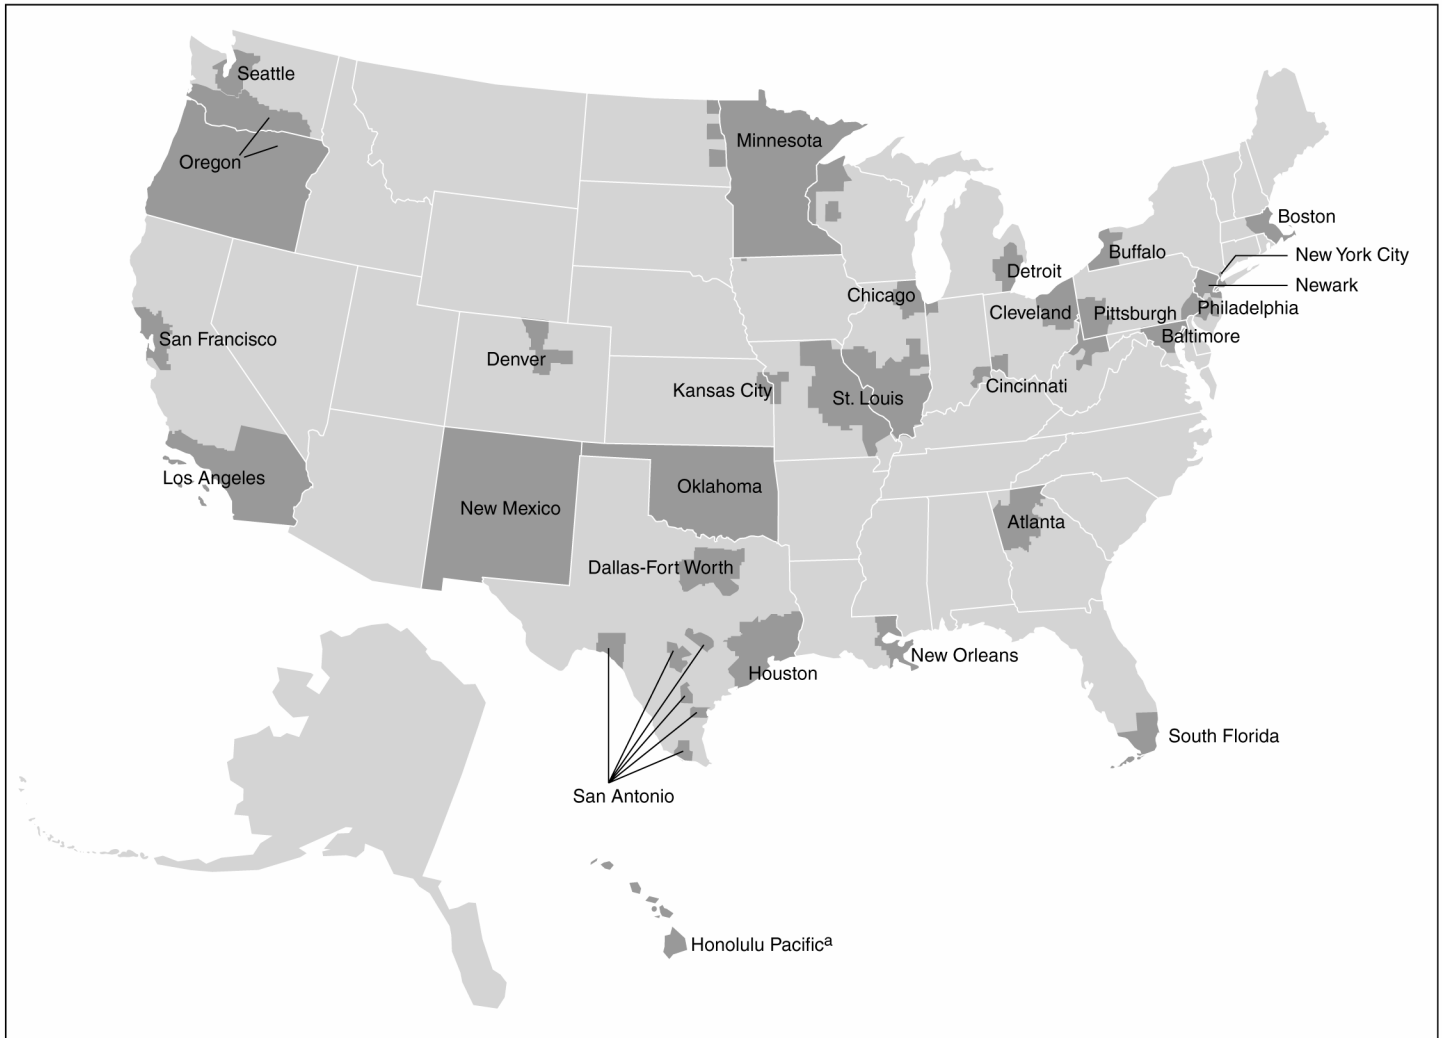 Seattle
Minnesota
Oregon
Boston
Buffalo
New York City
Detroit
Newark
Chicago
Cleveland
Pittsburgh
Philadelphia
Baltimore
San Francisco
Denver
Kansas City
Cincinnati
St. Louis
Los Angeles
Oklahoma
New Mexico
Atlanta
Dallas-Fort Worth
New Orleans
Houston
South Florida
San Antonio
Honolulu Pacificᵃ